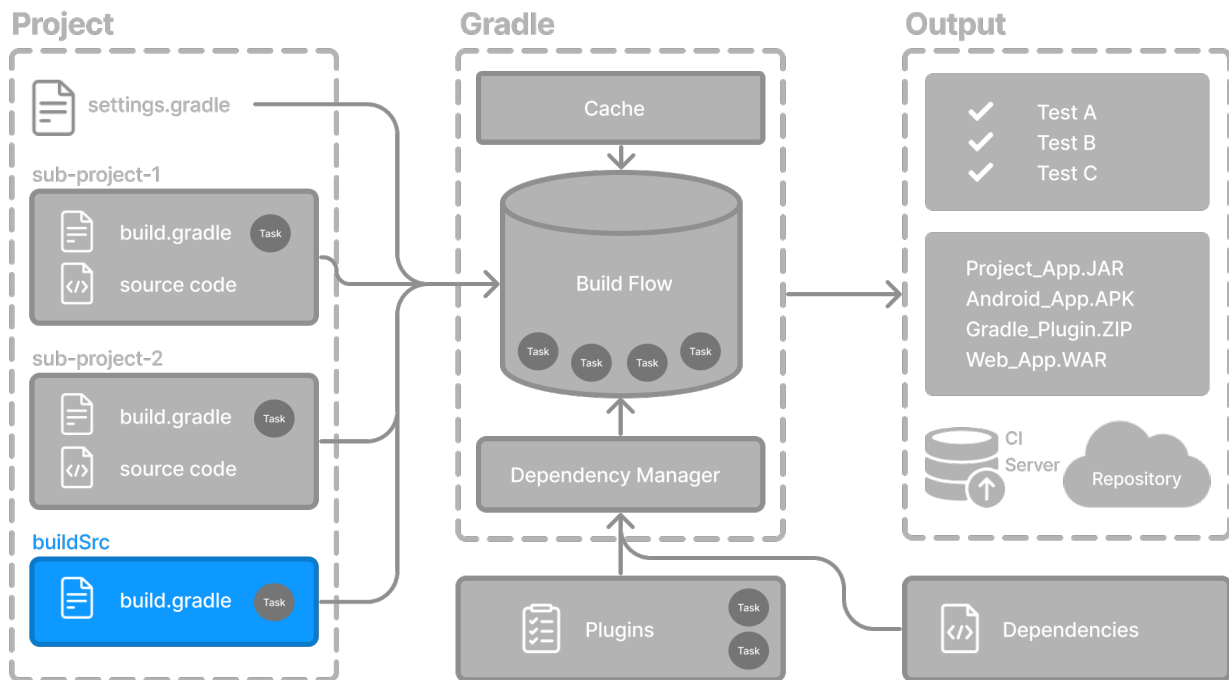 Project
settings.gradle
sub-project-1
build.gradle
Task
source code
sub-project-2
build.gradle
Task
source code
buildSrc
build.gradle
Task
Gradle
Cache
Build Flow
Task
Task
Task
Task
Dependency Manager
Plugins
Task
Task
Output
Test A
Test B
Test C
Project_App.JAR
Android_App.APK
Gradle_Plugin.ZIP
Web_App.WAR
CI
Server
Repository
Dependencies